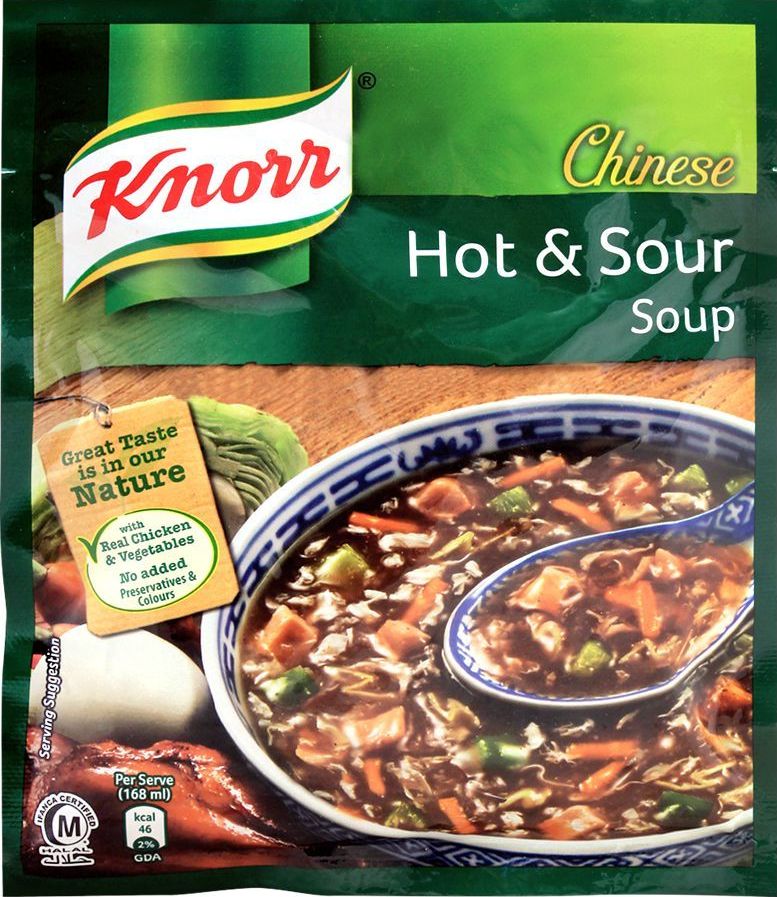 Knorr®
Chinese
Hot & Sour
Soup
Great Taste
is in our
Nature
with
Real Chicken
& Vegetables
No added
Preservatives &
Colours
Serving Suggestion
Per Serve
(168 ml)
kcal
46
2%
GDA
IFANCA CERTIFIED
M
HALAL
حلال